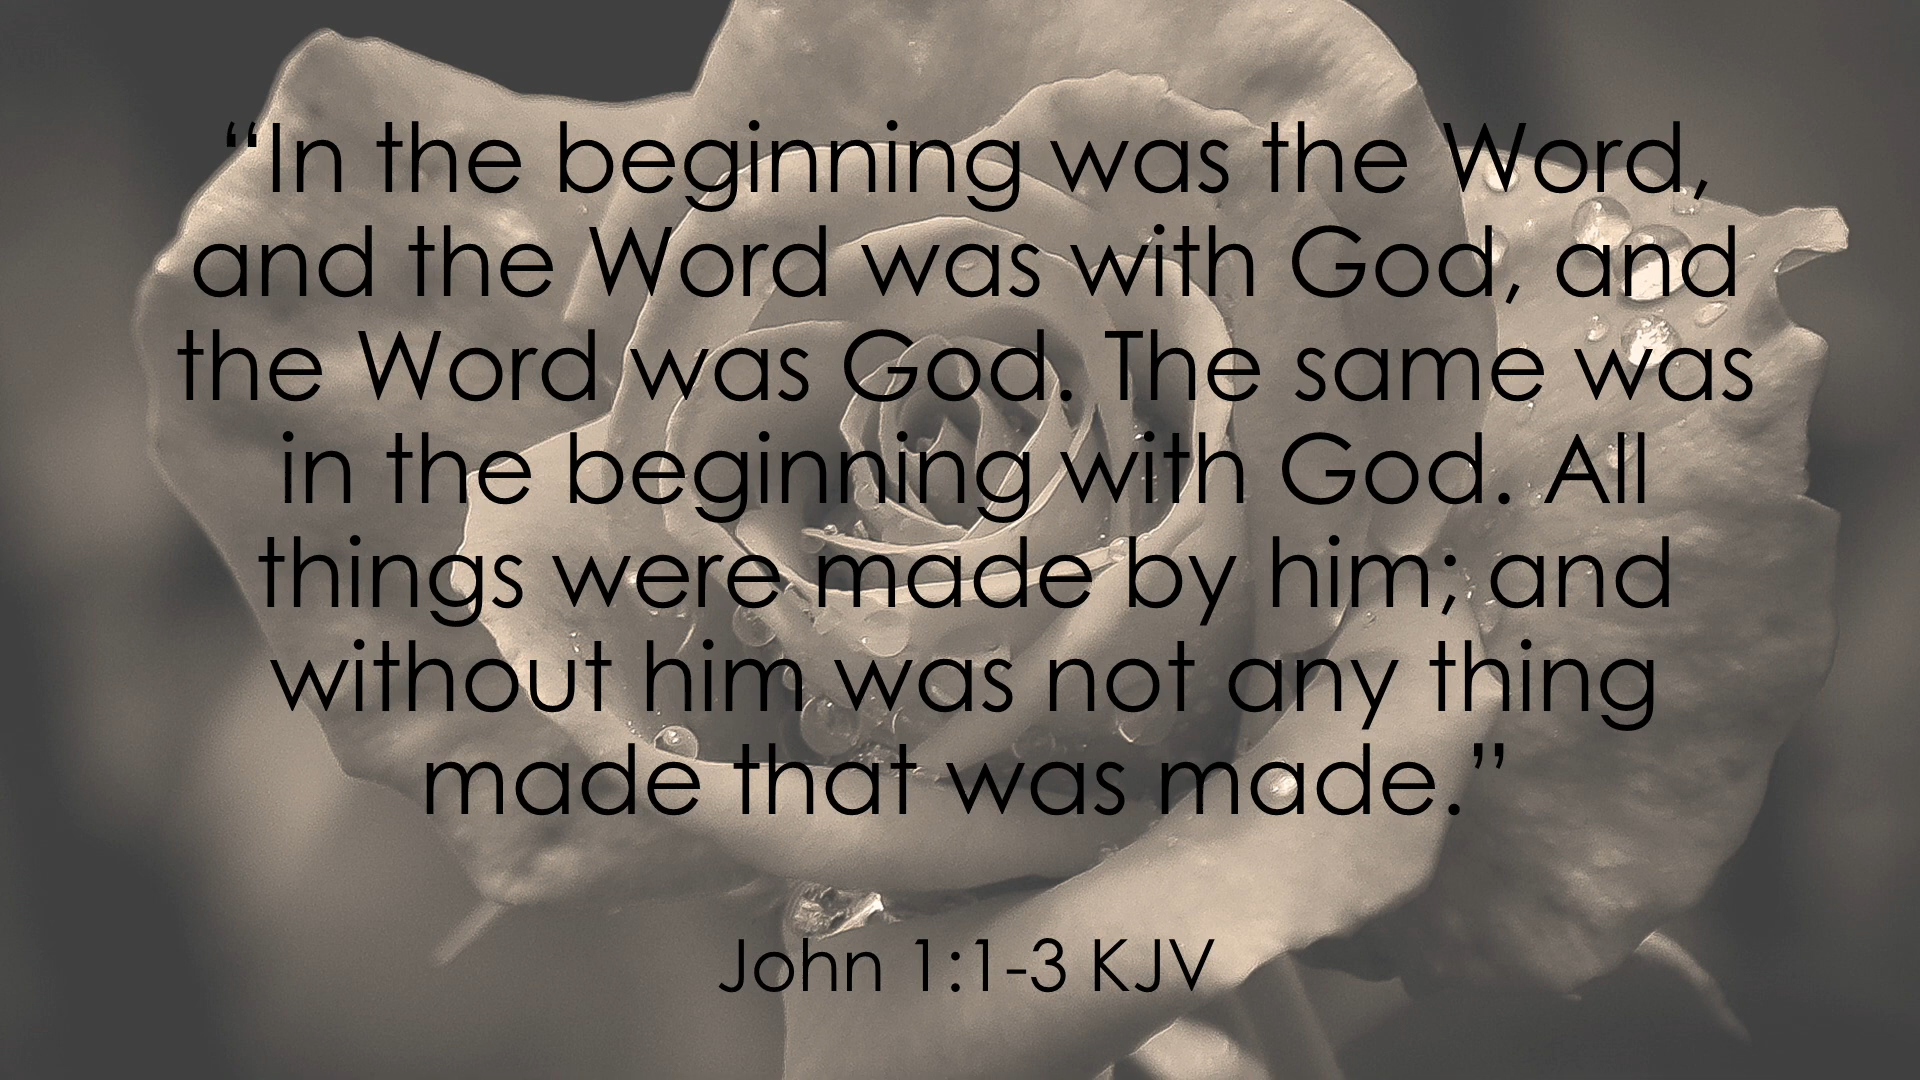 “In the beginning was the Word,
and the Word was with God, and
the Word was God. The same was
in the beginning with God. All
things were made by him; and
without him was not any thing
made that was made.”
John 1:1-3 KJV